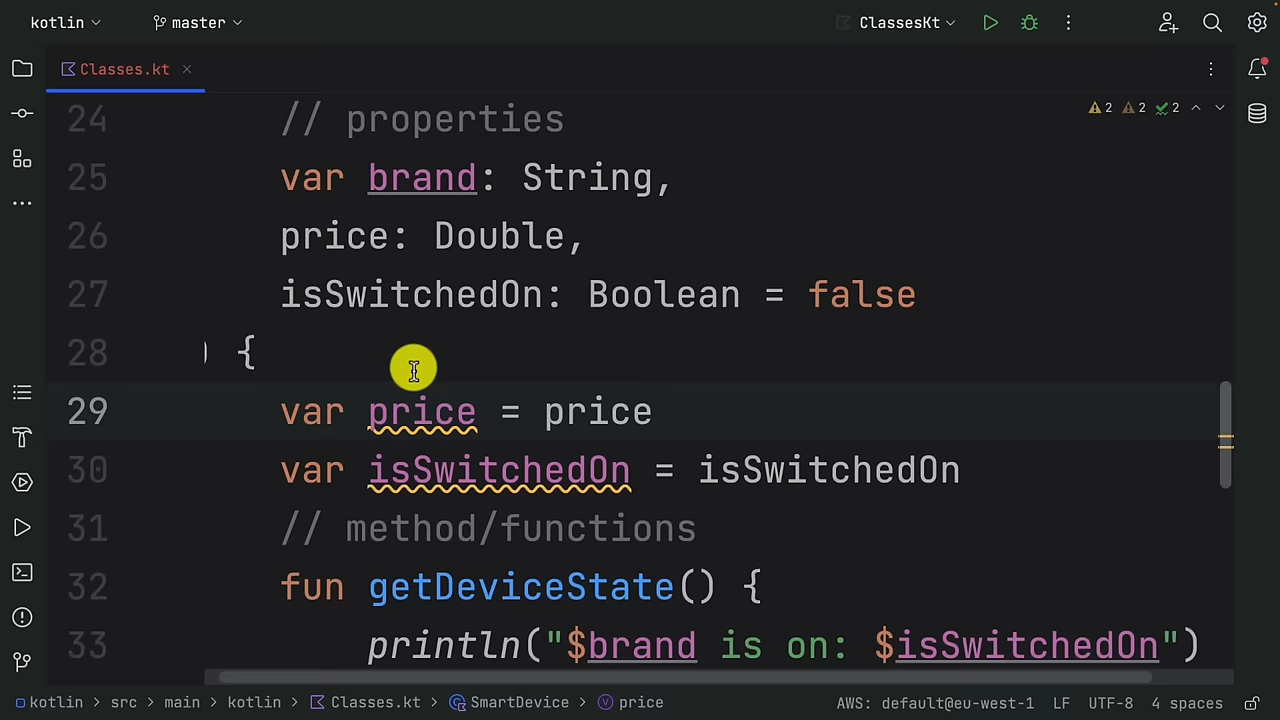 kotlin master ClassesKt
Classes.kt
2 2 2
24 // properties
25 var brand: String,
26 price: Double,
27 isSwitchedOn: Boolean = false
28 ) {
29 var price = price
30 var isSwitchedOn = isSwitchedOn
31 // method/functions
32 fun getDeviceState() {
33 println("$brand is on: $isSwitchedOn")
kotlin > src > main > kotlin > Classes.kt > SmartDevice > price AWS: default@eu-west-1 LF UTF-8 4 spaces